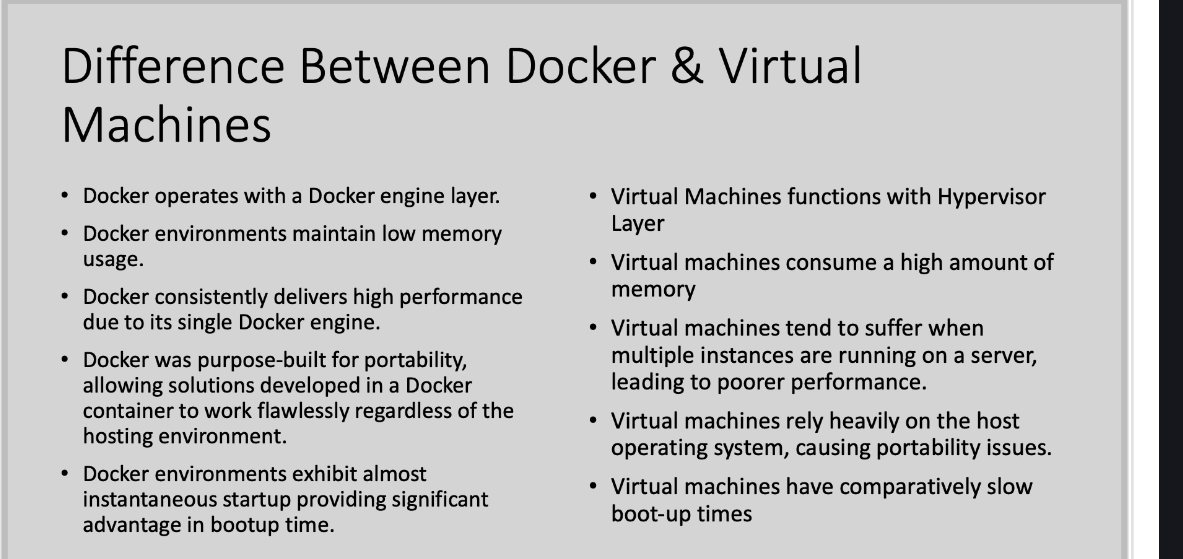 Difference Between Docker & Virtual
Machines
• Docker operates with a Docker engine layer.
• Docker environments maintain low memory
usage.
• Docker consistently delivers high performance
due to its single Docker engine.
• Docker was purpose-built for portability,
allowing solutions developed in a Docker
container to work flawlessly regardless of the
hosting environment.
• Docker environments exhibit almost
instantaneous startup providing significant
advantage in bootup time.
• Virtual Machines functions with Hypervisor
Layer
• Virtual machines consume a high amount of
memory
• Virtual machines tend to suffer when
multiple instances are running on a server,
leading to poorer performance.
• Virtual machines rely heavily on the host
operating system, causing portability issues.
• Virtual machines have comparatively slow
boot-up times